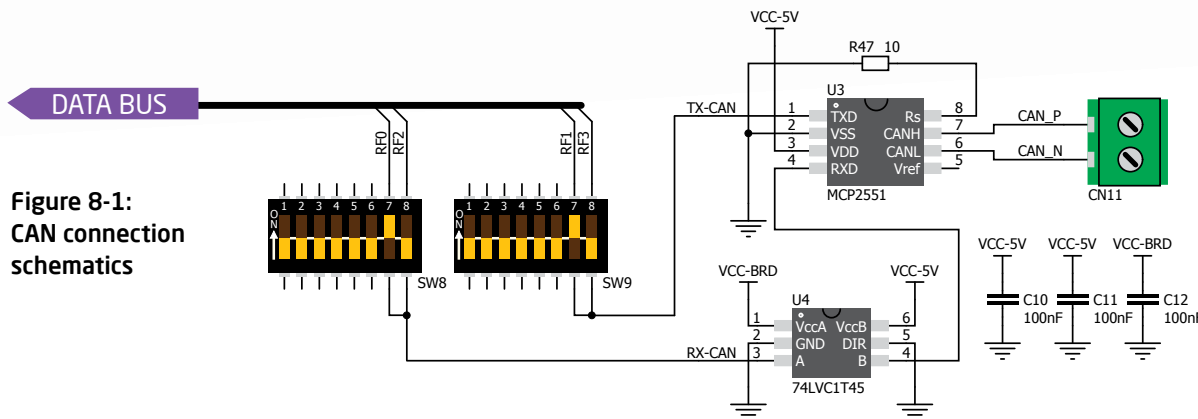 DATA BUS
Figure 8-1:
CAN connection
schematics
RF0
RF2
RF1
RF3
O
N
1 2 3 4 5 6 7 8
SW8
O
N
1 2 3 4 5 6 7 8
SW9
VCC-5V
R47 10
TX-CAN
U3
1 TXD
2 VSS
3 VDD
4 RXD
Rs 8
CANH 7
CANL 6
Vref 5
MCP2551
CAN_P
CAN_N
CN11
VCC-BRD
VCC-5V
U4
1 VccA
2 GND
3 A
VccB 6
DIR 5
B 4
74LVC1T45
RX-CAN
VCC-5V
C10
100nF
VCC-5V
C11
100nF
VCC-BRD
C12
100nF